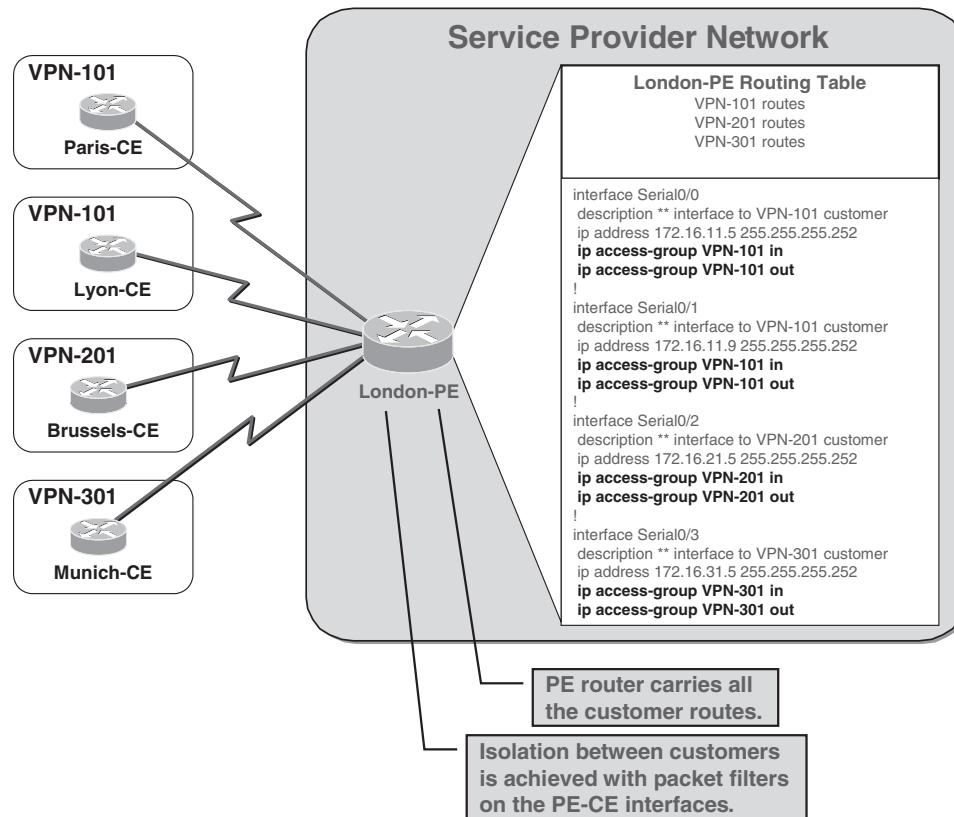 Service Provider Network
VPN-101
Paris-CE
VPN-101
Lyon-CE
VPN-201
Brussels-CE
VPN-301
Munich-CE
London-PE
London-PE Routing Table
VPN-101 routes
VPN-201 routes
VPN-301 routes
interface Serial0/0
description ** interface to VPN-101 customer
ip address 172.16.11.5 255.255.255.252
ip access-group VPN-101 in
ip access-group VPN-101 out
!
interface Serial0/1
description ** interface to VPN-101 customer
ip address 172.16.11.9 255.255.255.252
ip access-group VPN-101 in
ip access-group VPN-101 out
!
interface Serial0/2
description ** interface to VPN-201 customer
ip address 172.16.21.5 255.255.255.252
ip access-group VPN-201 in
ip access-group VPN-201 out
!
interface Serial0/3
description ** interface to VPN-301 customer
ip address 172.16.31.5 255.255.255.252
ip access-group VPN-301 in
ip access-group VPN-301 out
PE router carries all
the customer routes.
Isolation between customers
is achieved with packet filters
on the PE-CE interfaces.